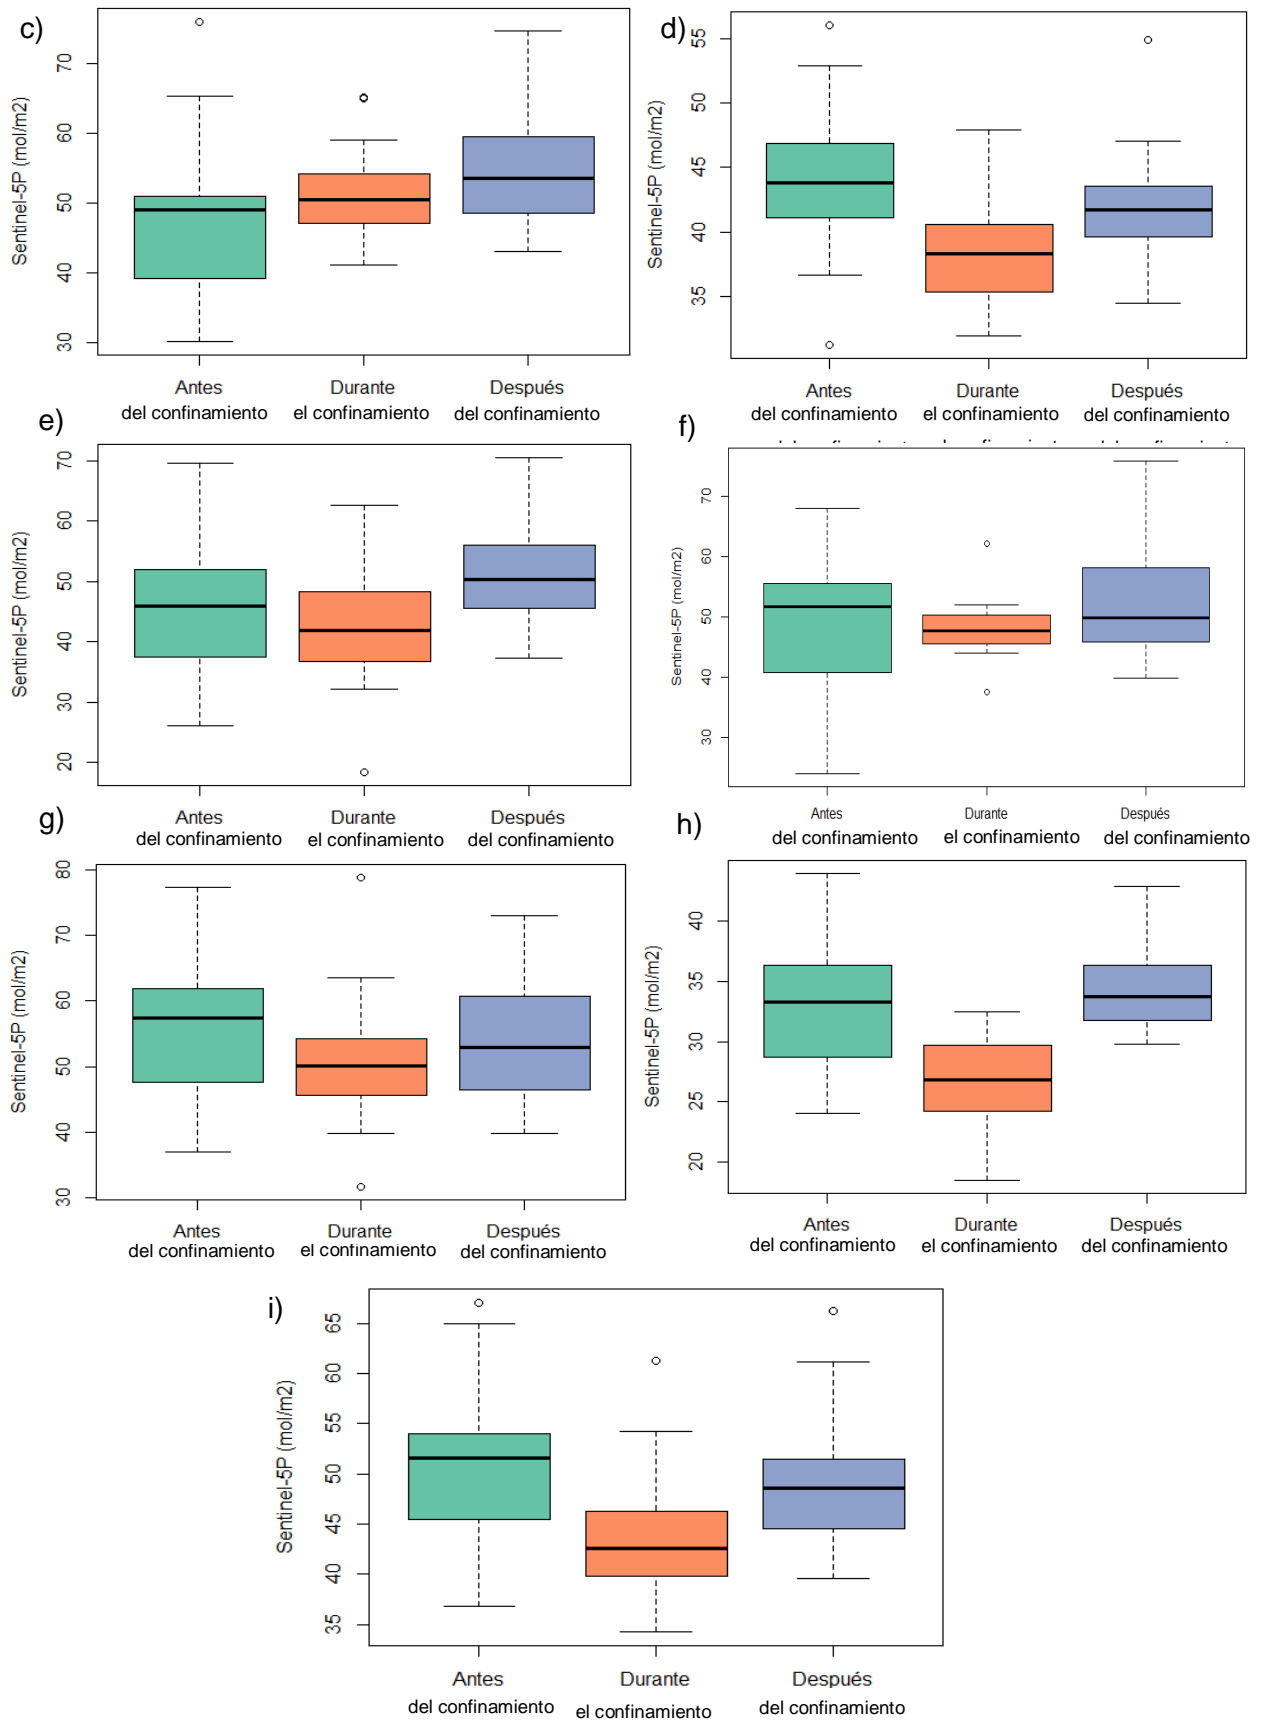 c)
Sentinel-5P (mol/m2)
70
60
50
40
30
Antes
del confinamiento
Durante
el confinamiento
Después
del confinamiento
d)
Sentinel-5P (mol/m2)
55
50
45
40
35
Antes
del confinamiento
Durante
el confinamiento
Después
del confinamiento
e)
Sentinel-5P (mol/m2)
70
60
50
40
30
20
Antes
del confinamiento
Durante
el confinamiento
Después
del confinamiento
f)
Sentinel-5P (mol/m2)
70
60
50
40
30
Antes
del confinamiento
Durante
el confinamiento
Después
del confinamiento
g)
Sentinel-5P (mol/m2)
80
70
60
50
40
30
Antes
del confinamiento
Durante
el confinamiento
Después
del confinamiento
h)
Sentinel-5P (mol/m2)
40
35
30
25
20
Antes
del confinamiento
Durante
el confinamiento
Después
del confinamiento
i)
Sentinel-5P (mol/m2)
65
60
55
50
45
40
35
Antes
del confinamiento
Durante
el confinamiento
Después
del confinamiento